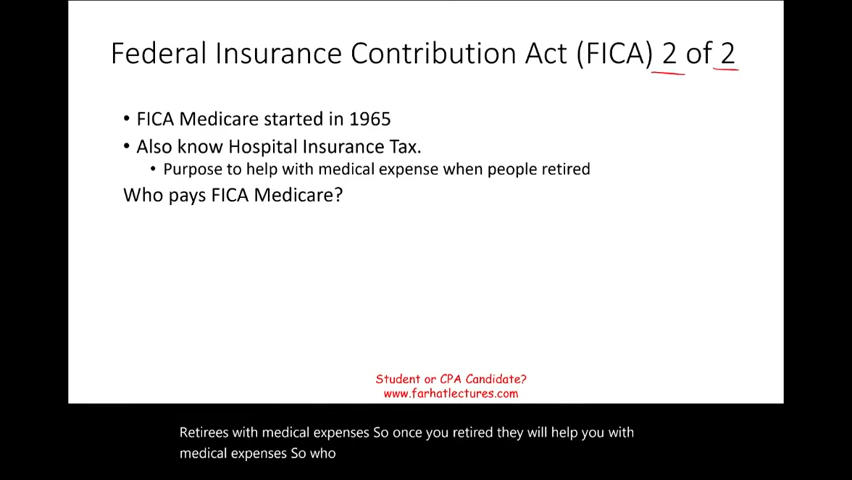 Federal Insurance Contribution Act (FICA) 2 of 2
• FICA Medicare started in 1965
• Also know Hospital Insurance Tax.
• Purpose to help with medical expense when people retired
Who pays FICA Medicare?
Student or CPA Candidate?
www.farhatlectures.com
Retirees with medical expenses So once you retired they will help you with
medical expenses So who